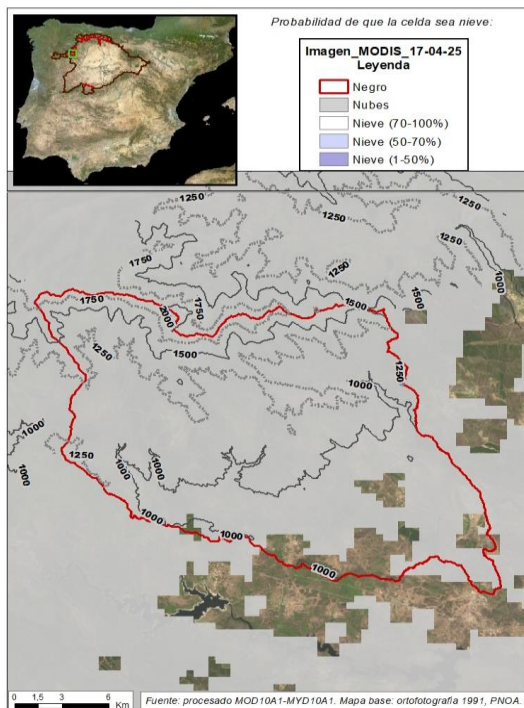 Probabilidad de que la celda sea nieve:
Imagen_MODIS_17-04-25
Leyenda
Negro
Nubes
Nieve (70-100%)
Nieve (50-70%)
Nieve (1-50%)
1250
1250
1250
1750
1250
1000
1500
1750
1750
2000
1500
1500
1250
1250
1000
1000
1000
1250
1000
1000
1000
1000
1000
0 1,5 3 6
Km
Fuente: procesado MOD10A1-MYD10A1. Mapa base: ortofotografía 1991, PNOA.